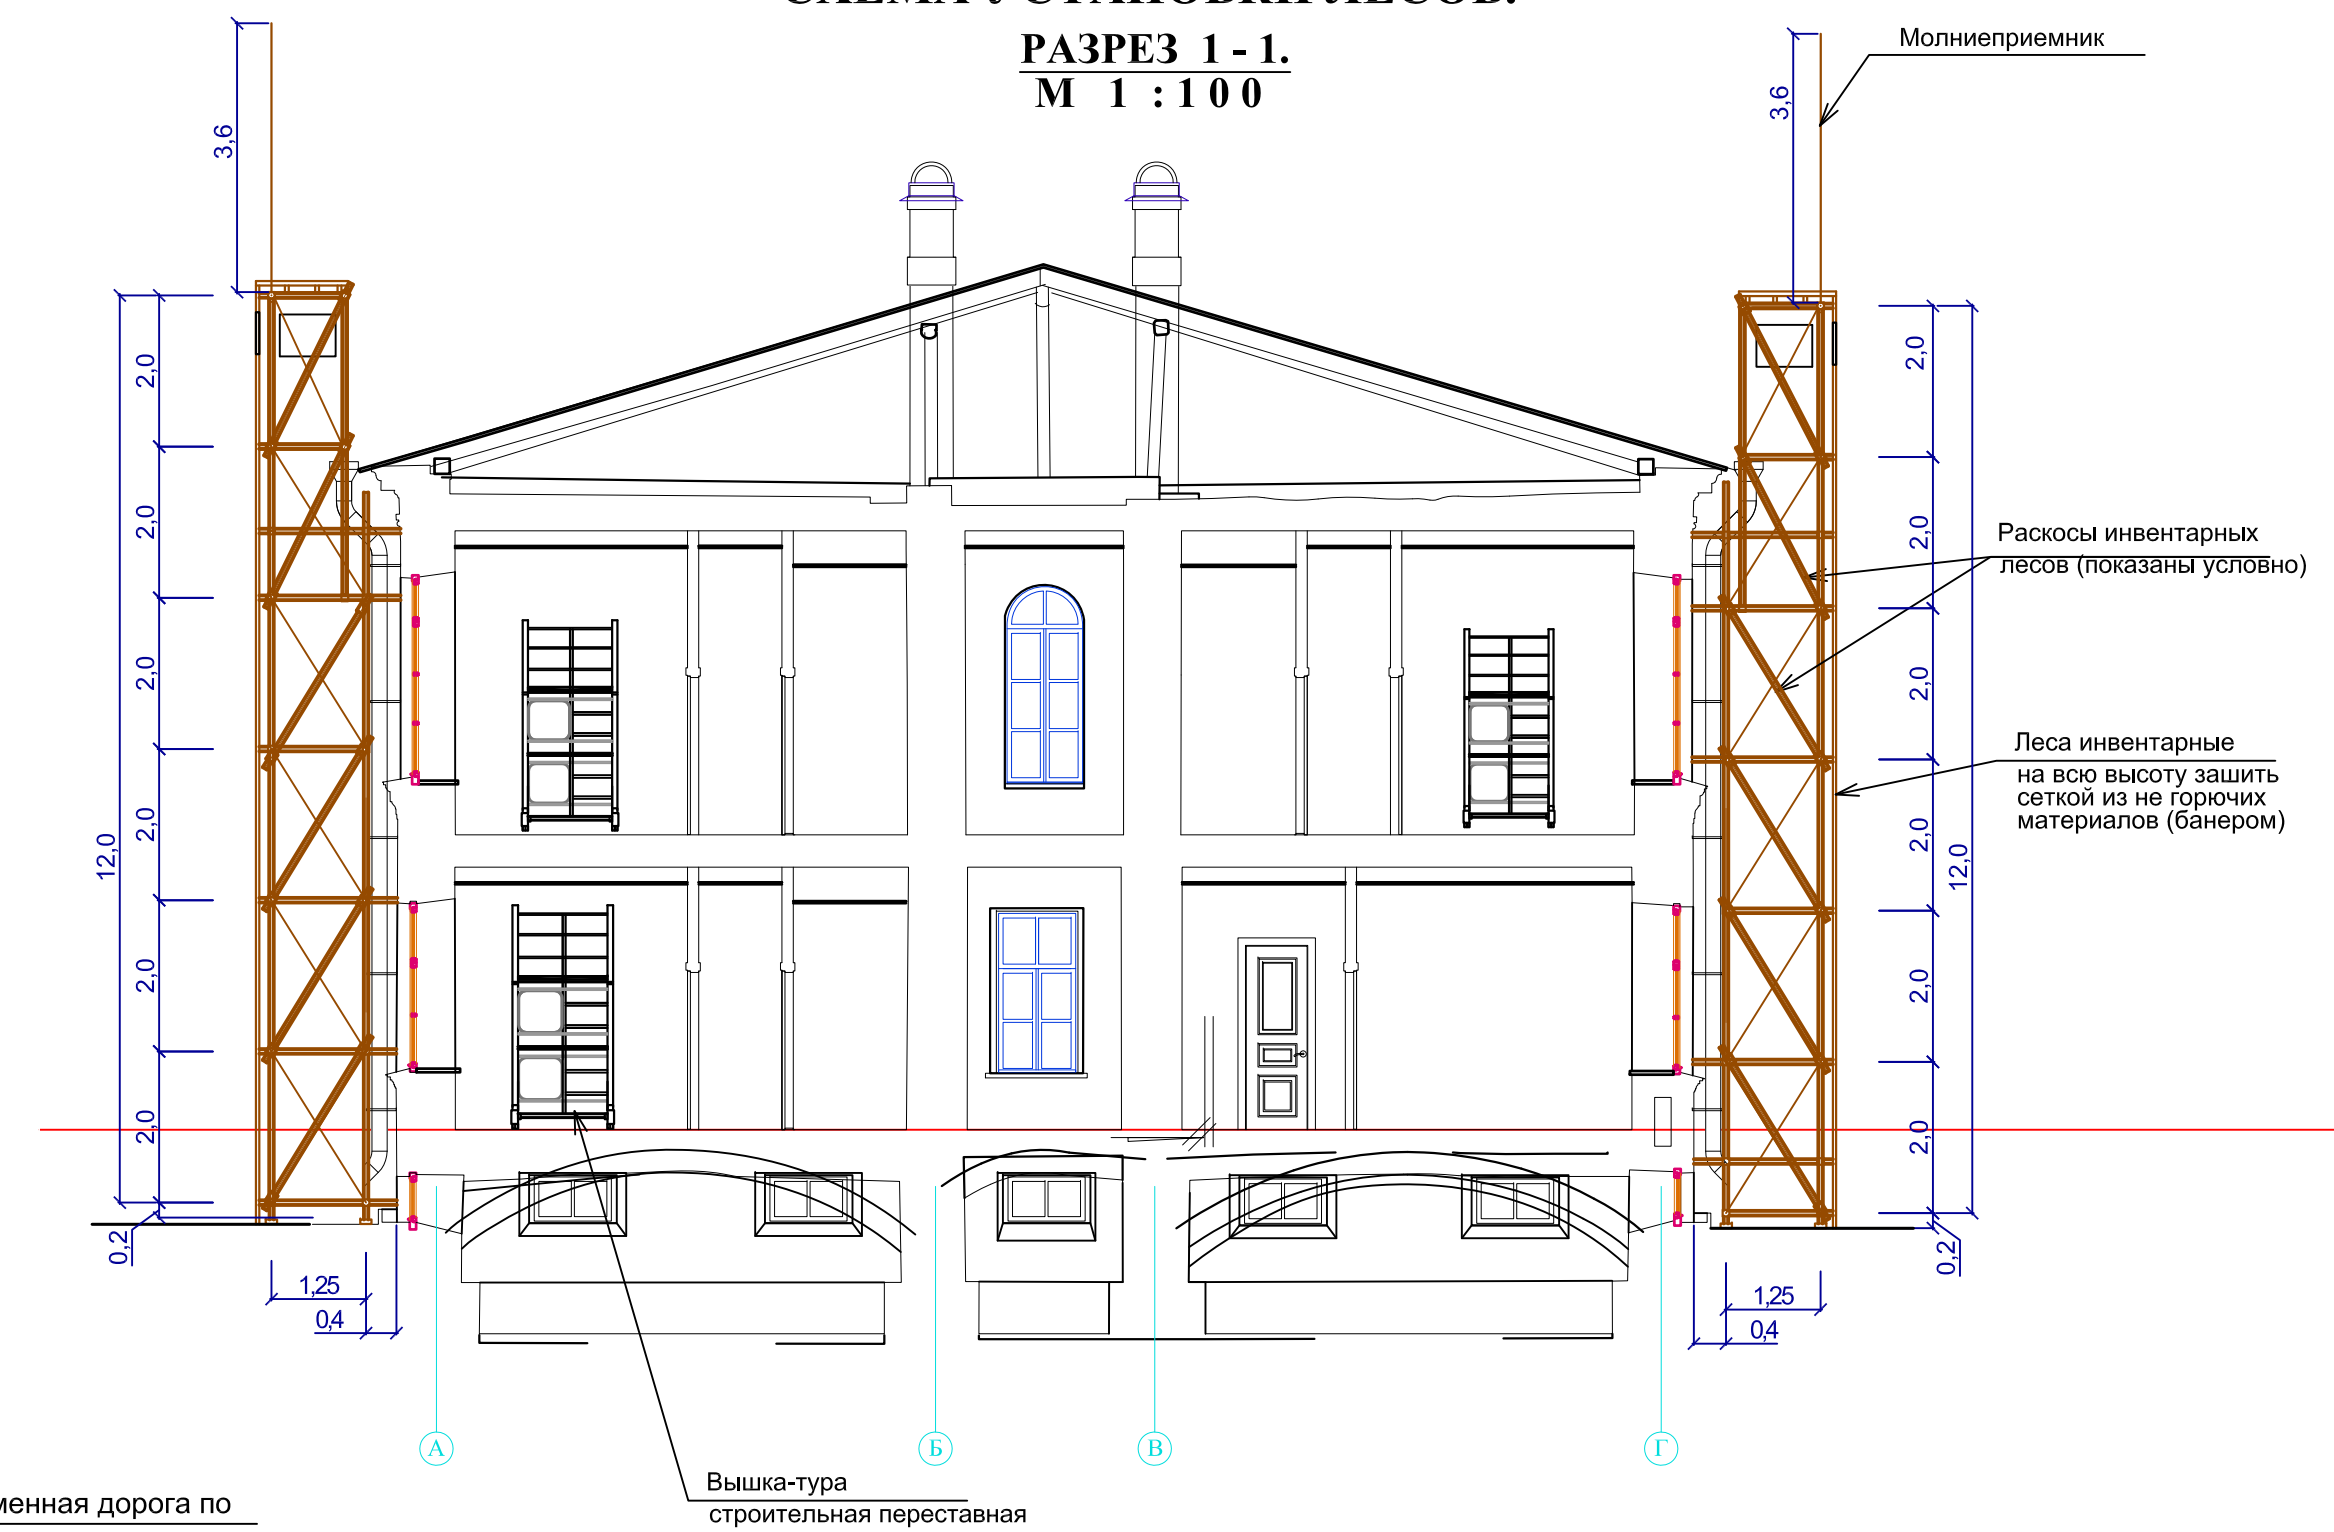 СХЕМА УСТАНОВКИ ЛЕСОВ.
РАЗРЕЗ 1 - 1.
М 1 : 1 0 0
Молниеприемник
3,6
3,6
2,0
2,0
2,0
2,0
2,0
2,0
12,0
0,2
1,25
0,4
2,0
2,0
2,0
2,0
2,0
2,0
12,0
0,2
1,25
0,4
Раскосы инвентарных
лесов (показаны условно)
Леса инвентарные
на всю высоту зашить
сеткой из не горючих
материалов (банером)
А
Б
В
Г
Вышка-тура
строительная переставная
дорога по